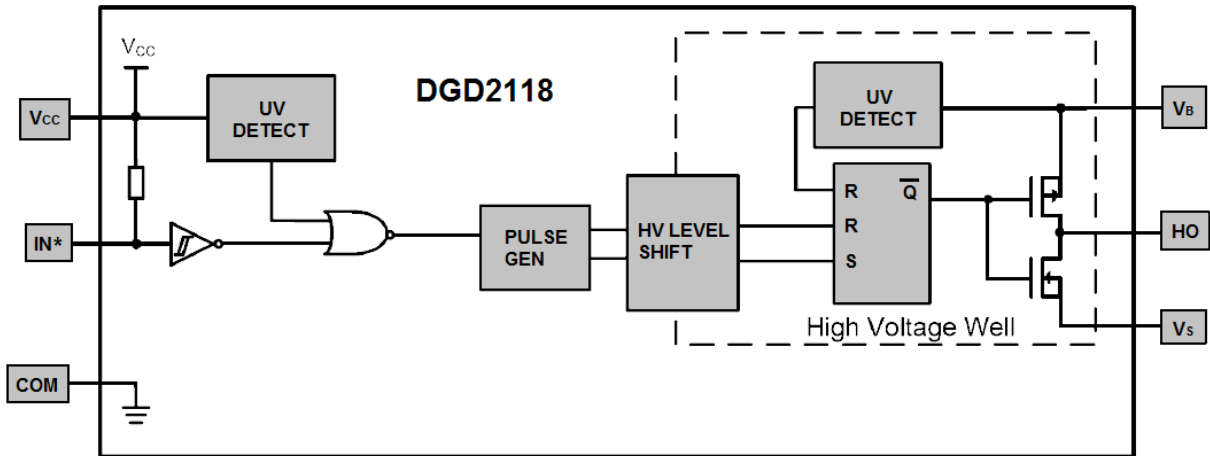 VCC
UV
DETECT
DGD2118
VCC
IN*
COM
PULSE
GEN
HV LEVEL
SHIFT
UV
DETECT
R
Q̅
R
S
High Voltage Well
VB
HO
VS